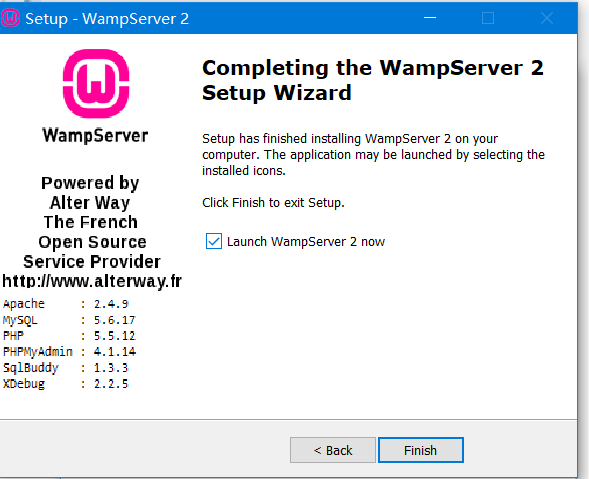 Setup - WampServer 2
WampServer
Powered by
Alter Way
The French
Open Source
Service Provider
http://www.alterway.fr
Apache : 2.4.9
MySQL : 5.6.17
PHP : 5.5.12
PHPMyAdmin : 4.1.14
SqlBuddy : 1.3.3
XDebug : 2.2.5
Completing the WampServer 2
Setup Wizard
Setup has finished installing WampServer 2 on your
computer. The application may be launched by selecting the
installed icons.
Click Finish to exit Setup.
Launch WampServer 2 now
< Back
Finish